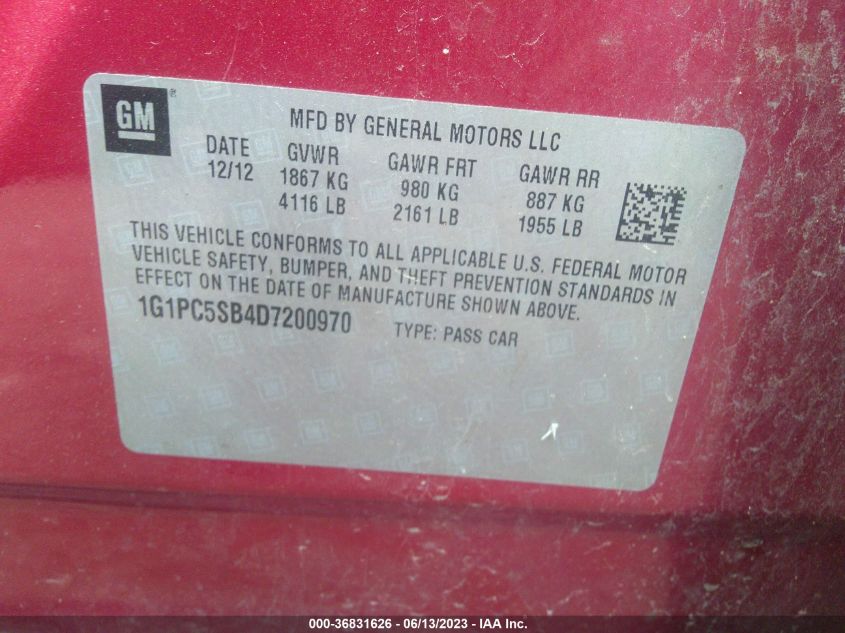 GM®
MFD BY GENERAL MOTORS LLC
DATE GVWR GAWR FRT GAWR RR
12/12 1867 KG 980 KG 887 KG
4116 LB 2161 LB 1955 LB
THIS VEHICLE CONFORMS TO ALL APPLICABLE U.S. FEDERAL MOTOR
VEHICLE SAFETY, BUMPER, AND THEFT PREVENTION STANDARDS IN
EFFECT ON THE DATE OF MANUFACTURE SHOWN ABOVE.
1G1PC5SB4D7200970 TYPE: PASS CAR
000-36831626 - 06/13/2023 - IAA Inc.